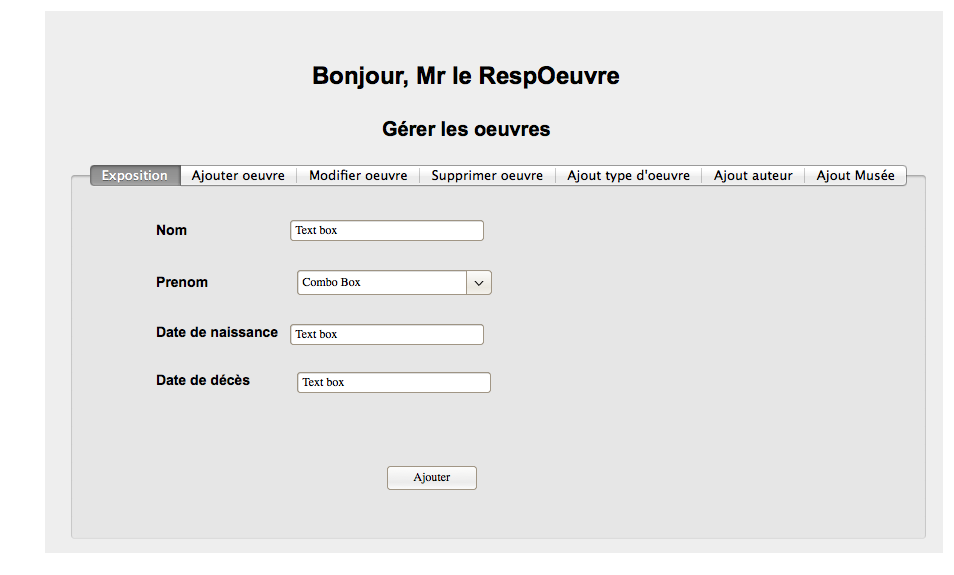 Bonjour, Mr le RespOeuvre
Gérer les oeuvres
Exposition Ajouter oeuvre Modifier oeuvre Supprimer oeuvre Ajout type d'oeuvre Ajout auteur Ajout Musée
Nom Text box
Prenom Combo Box
Date de naissance Text box
Date de décès Text box
Ajouter